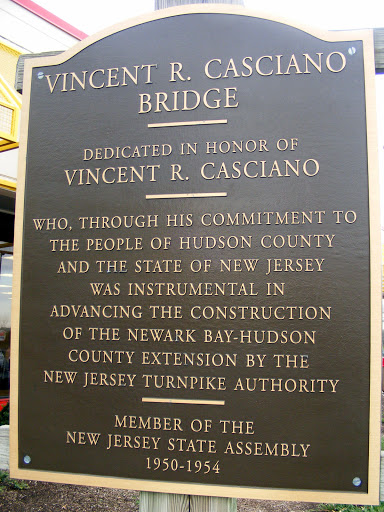 VINCENT R. CASCIANO
BRIDGE
DEDICATED IN HONOR OF
VINCENT R. CASCIANO
WHO, THROUGH HIS COMMITMENT TO
THE PEOPLE OF HUDSON COUNTY
AND THE STATE OF NEW JERSEY
WAS INSTRUMENTAL IN
ADVANCING THE CONSTRUCTION
OF THE NEWARK BAY-HUDSON
COUNTY EXTENSION BY THE
NEW JERSEY TURNPIKE AUTHORITY
MEMBER OF THE
NEW JERSEY STATE ASSEMBLY
1950-1954